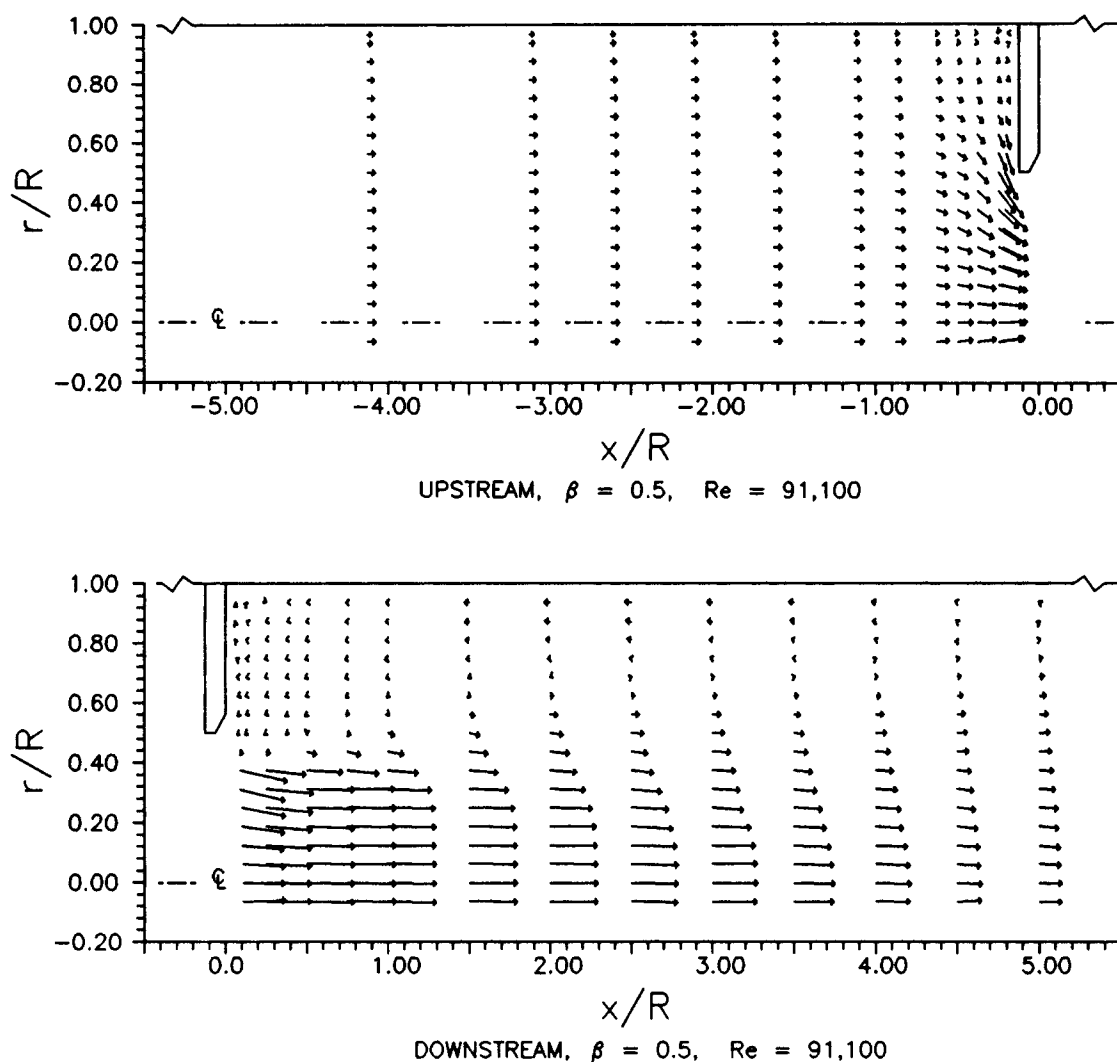 1.00
0.80
0.60
0.40
0.20
0.00
-0.20
r/R
℄
-5.00 -4.00 -3.00 -2.00 -1.00 0.00
x/R
UPSTREAM, β = 0.5, Re = 91,100
1.00
0.80
0.60
0.40
0.20
0.00
-0.20
r/R
℄
0.00 1.00 2.00 3.00 4.00 5.00
x/R
DOWNSTREAM, β = 0.5, Re = 91,100